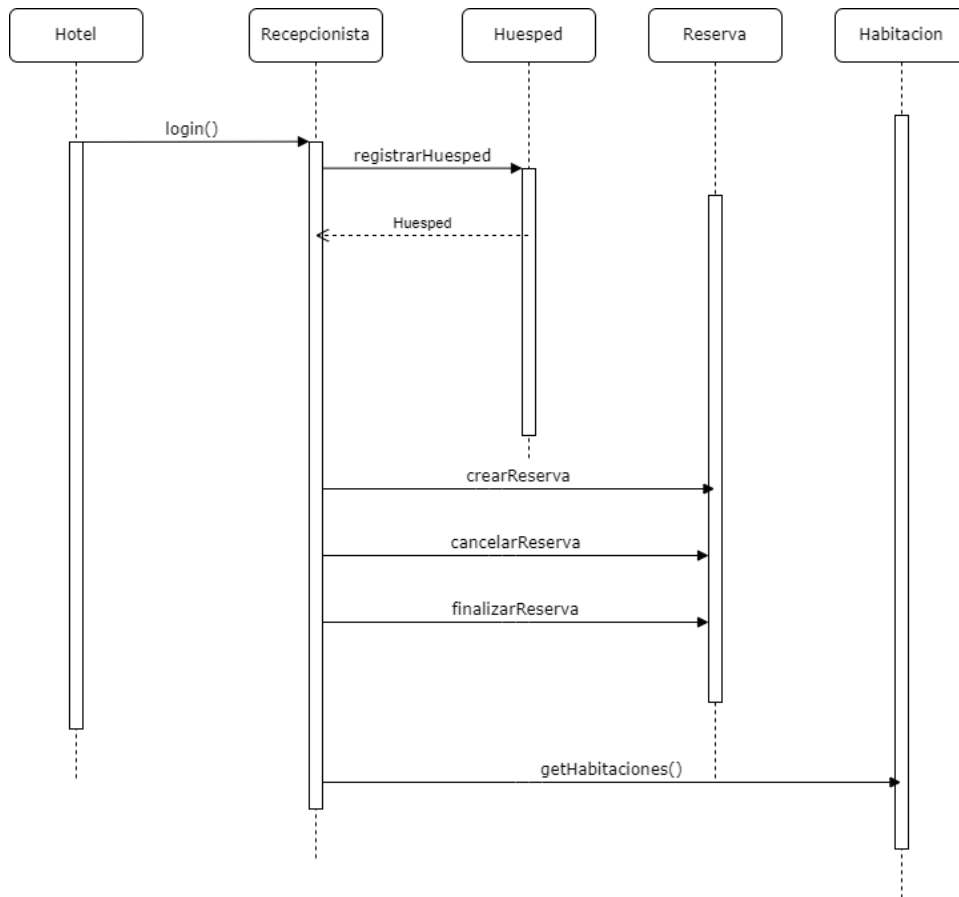 Hotel
Recepcionista
Huesped
Reserva
Habitacion
login()
registrarHuesped
Huesped
crearReserva
cancelarReserva
finalizarReserva
getHabitaciones()